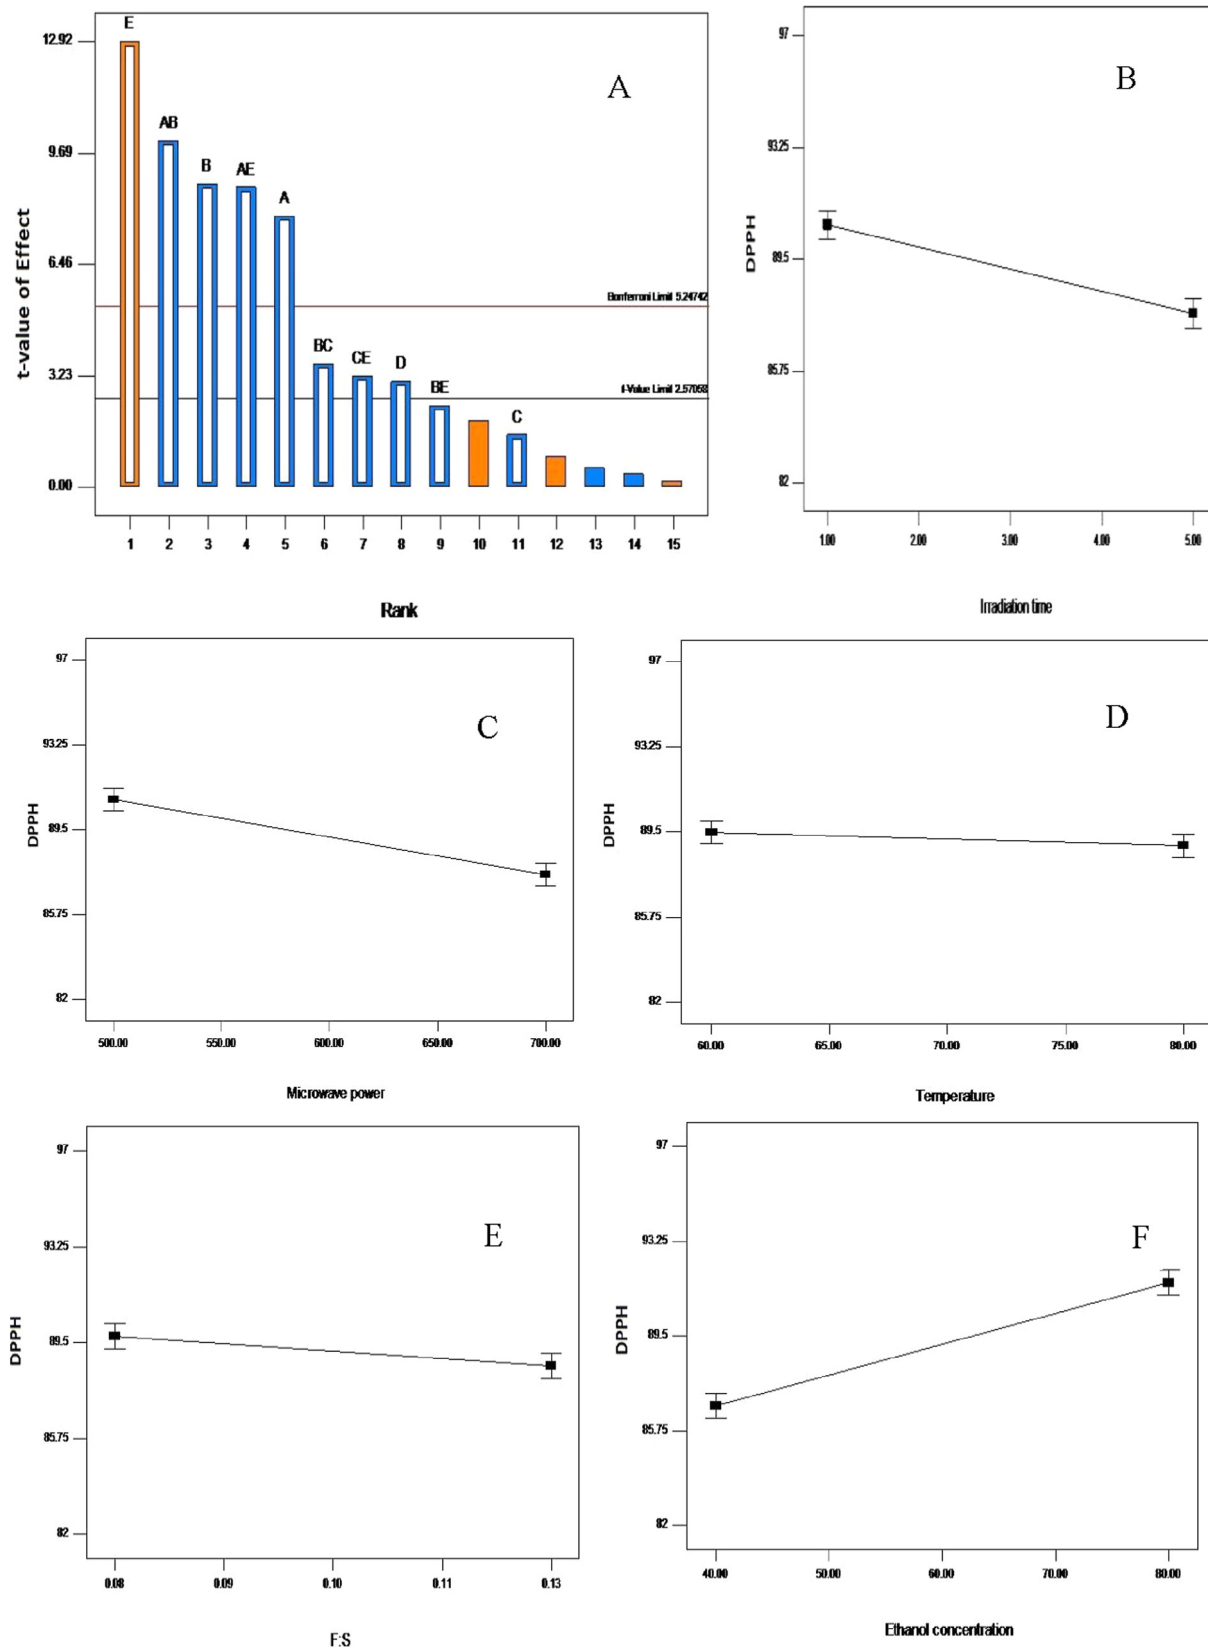 A
t-value of Effect
12.92
9.69
6.46
3.23
0.00
E
AB
B
AE
A
BC
CE
D
BE
C
Bonferroni Limit 5.24742
t-Value Limit 2.57058
1 2 3 4 5 6 7 8 9 10 11 12 13 14 15
Rank
B
DPPH
97
93.25
89.5
85.75
82
1.00 2.00 3.00 4.00 5.00
Irradiation time
C
DPPH
97
93.25
89.5
85.75
82
500.00 550.00 600.00 650.00 700.00
Microwave power
D
DPPH
97
93.25
89.5
85.75
82
60.00 65.00 70.00 75.00 80.00
Temperature
E
DPPH
97
93.25
89.5
85.75
82
0.08 0.09 0.10 0.11 0.13
F:S
F
DPPH
97
93.25
89.5
85.75
82
40.00 50.00 60.00 70.00 80.00
Ethanol concentration